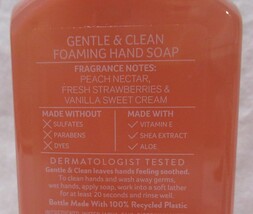 GENTLE & CLEAN
FOAMING HAND SOAP
FRAGRANCE NOTES:
PEACH NECTAR,
FRESH STRAWBERRIES &
VANILLA SWEET CREAM
MADE WITHOUT
✕ SULFATES
✕ PARABENS
✕ DYES
MADE WITH
✓ VITAMIN E
✓ SHEA EXTRACT
✓ ALOE
DERMATOLOGIST TESTED
Gentle & Clean leaves hands feeling soothed.
To clean hands and wash away germs,
wet hands, apply soap, work into a soft lather
for at least 20 seconds and rinse well.
Bottle Made With 100% Recycled Plastic